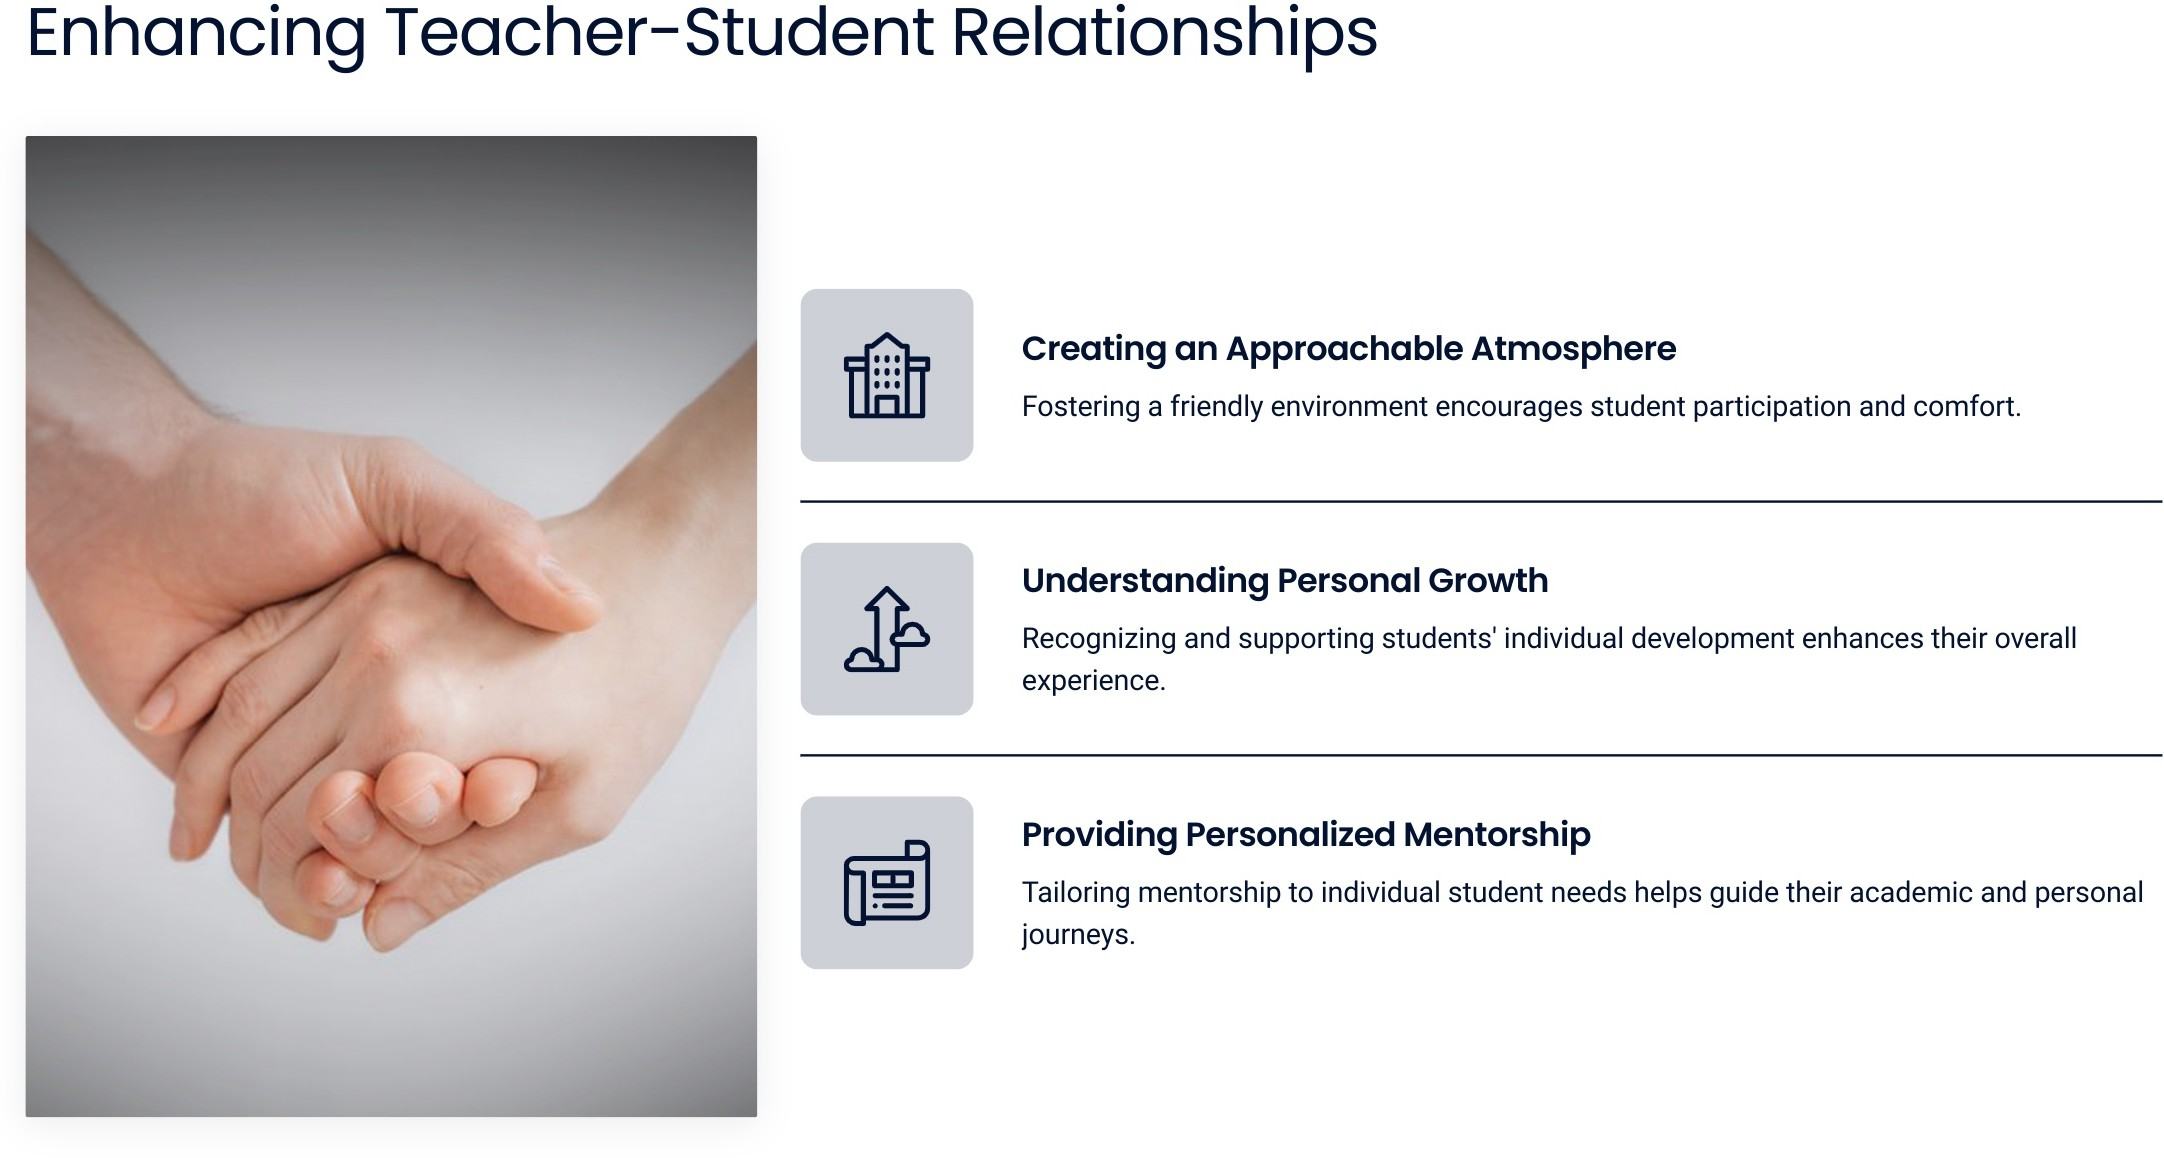 Enhancing Teacher-Student Relationships
Creating an Approachable Atmosphere
Fostering a friendly environment encourages student participation and comfort.
Understanding Personal Growth
Recognizing and supporting students' individual development enhances their overall
experience.
Providing Personalized Mentorship
Tailoring mentorship to individual student needs helps guide their academic and personal
journeys.